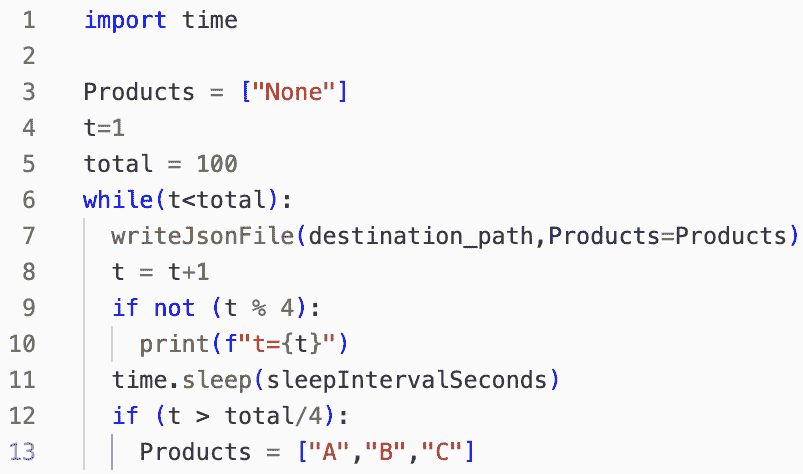 1 import time
2
3 Products = ["None"]
4 t=1
5 total = 100
6 while(t<total):
7   writeJsonFile(destination_path,Products=Products)
8   t = t+1
9   if not (t % 4):
10     print(f"t={t}")
11   time.sleep(sleepIntervalSeconds)
12   if (t > total/4):
13     Products = ["A","B","C"]